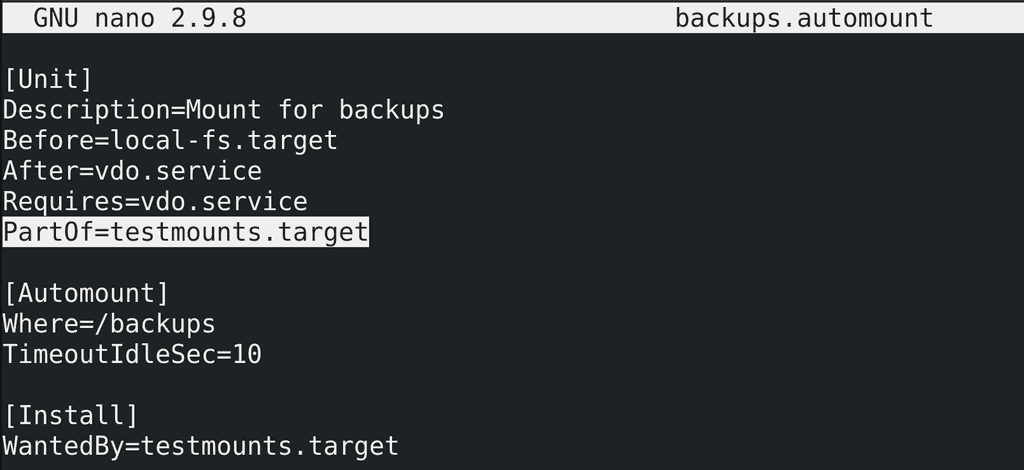 GNU nano 2.9.8 backups.automount
[Unit]
Description=Mount for backups
Before=local-fs.target
After=vdo.service
Requires=vdo.service
PartOf=testmounts.target
[Automount]
Where=/backups
TimeoutIdleSec=10
[Install]
WantedBy=testmounts.target